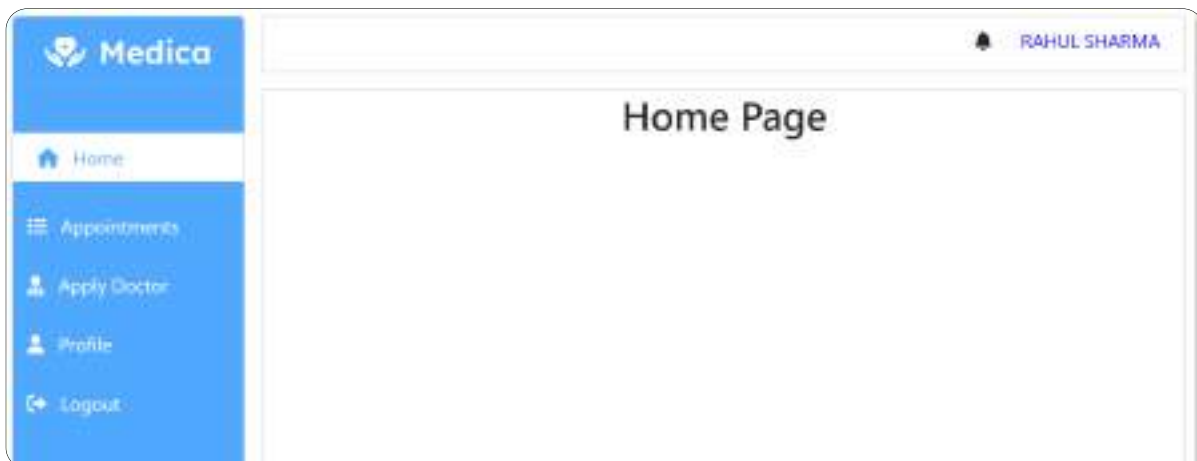 Medica
RAHUL SHARMA
Home Page
Home
Appointments
Apply Doctor
Profile
Logout